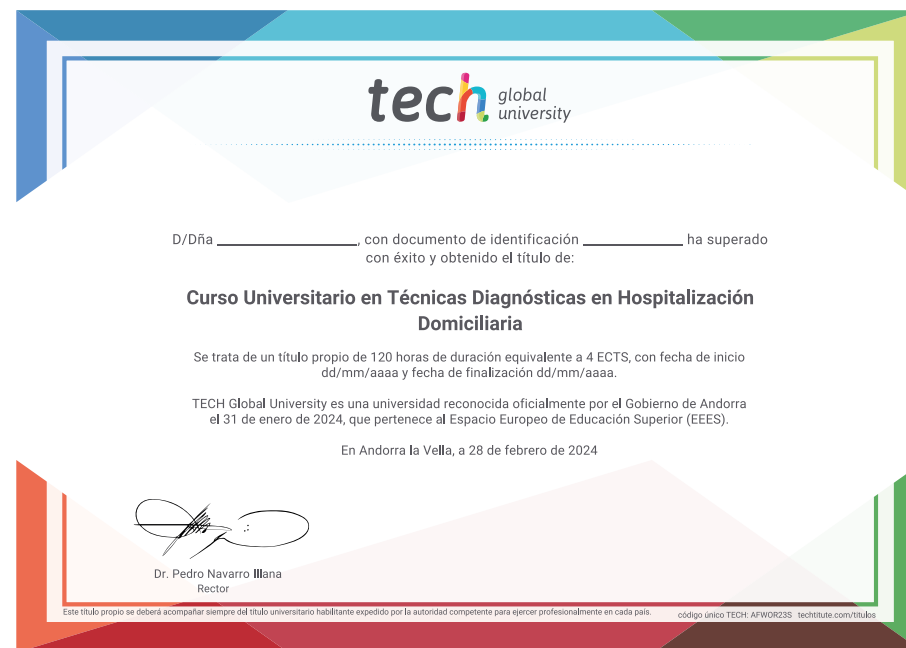 tech global university
D/Dña ____________________, con documento de identificación ______________ ha superado
con éxito y obtenido el título de:
Curso Universitario en Técnicas Diagnósticas en Hospitalización
Domiciliaria
Se trata de un título propio de 120 horas de duración equivalente a 4 ECTS, con fecha de inicio
dd/mm/aaaa y fecha de finalización dd/mm/aaaa.
TECH Global University es una universidad reconocida oficialmente por el Gobierno de Andorra
el 31 de enero de 2024, que pertenece al Espacio Europeo de Educación Superior (EEES).
En Andorra la Vella, a 28 de febrero de 2024
Dr. Pedro Navarro Illana
Rector
Este título propio se deberá acompañar siempre del título universitario habilitante expedido por la autoridad competente para ejercer profesionalmente en cada país.
código único TECH: AFWOR23S techtitute.com/titulos